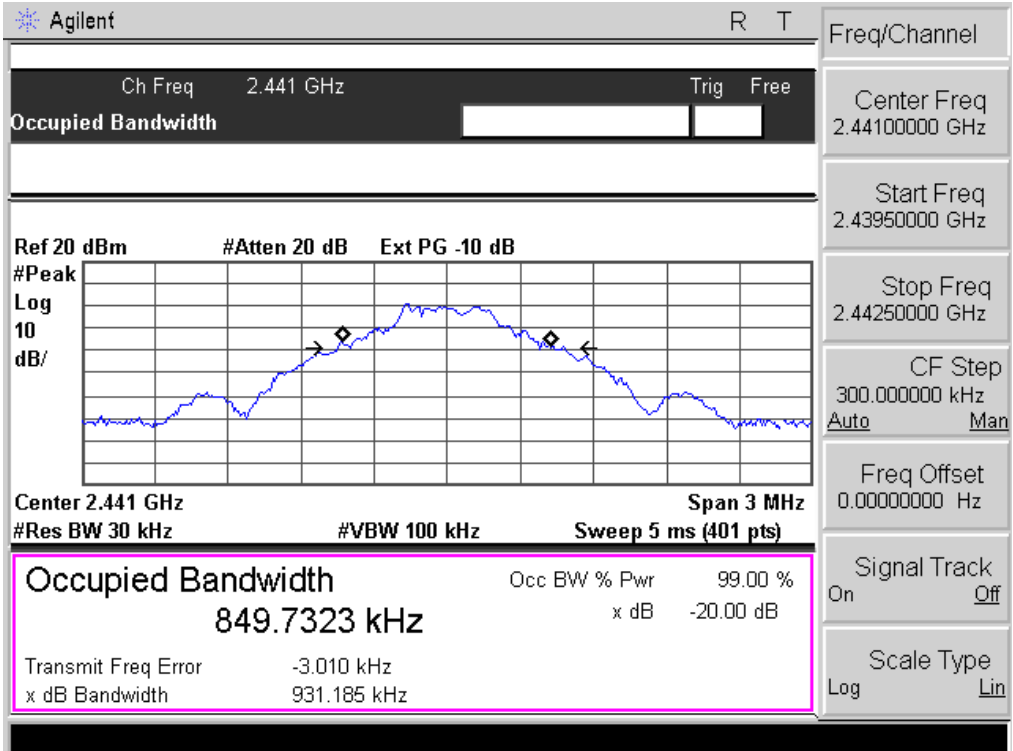 Agilent R T
Ch Freq 2.441 GHz Trig Free
Occupied Bandwidth
Ref 20 dBm #Atten 20 dB Ext PG -10 dB
#Peak
Log
10
dB/
Center 2.441 GHz Span 3 MHz
#Res BW 30 kHz #VBW 100 kHz Sweep 5 ms (401 pts)
Occupied Bandwidth
849.7323 kHz
Occ BW % Pwr 99.00 %
x dB -20.00 dB
Transmit Freq Error -3.010 kHz
x dB Bandwidth 931.185 kHz
Freq/Channel
Center Freq
2.44100000 GHz
Start Freq
2.43950000 GHz
Stop Freq
2.44250000 GHz
CF Step
300.000000 kHz
Auto Man
Freq Offset
0.00000000 Hz
Signal Track
On Off
Scale Type
Log Lin